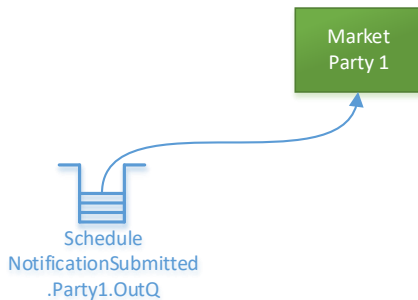 Market
Party 1
Schedule
NotificationSubmitted
.Party1.OutQ